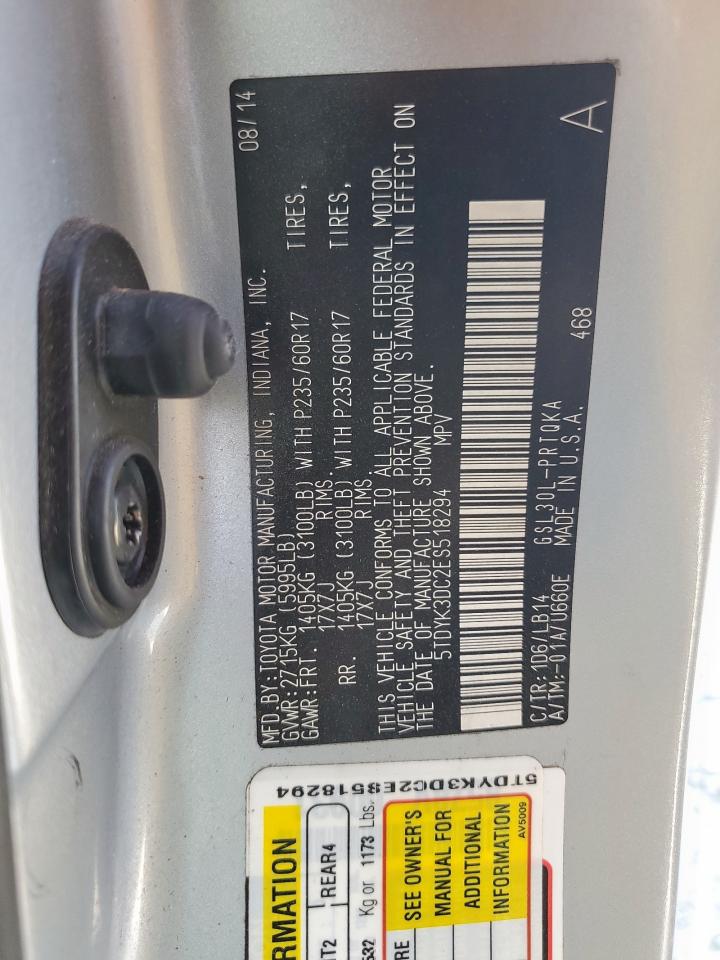 MFD.BY:TOYOTA MOTOR MANUFACTURING, INDIANA, INC. 08/14
GVWR:2715KG (5995LB)
GAWR:FRT. 1405KG (3100LB) WITH P235/60R17 TIRES,
17X7J RIMS.
RR. 1405KG (3100LB) WITH P235/60R17 TIRES,
17X7J RIMS.
THIS VEHICLE CONFORMS TO ALL APPLICABLE FEDERAL MOTOR
VEHICLE SAFETY AND THEFT PREVENTION STANDARDS IN EFFECT ON
THE DATE OF MANUFACTURE SHOWN ABOVE.
5TDYK3DC2ES518294 MPV
C/TR:1D6/LB14 GSL30L-PRTQKA 468
A/TM:-01A/U660E MADE IN U.S.A.
A
5TDYK3DC2ES518294
RMATION
NT2 REAR4
532 Kg or 1173 Lbs.
RE SEE OWNER'S
MANUAL FOR
ADDITIONAL
INFORMATION
AV5009